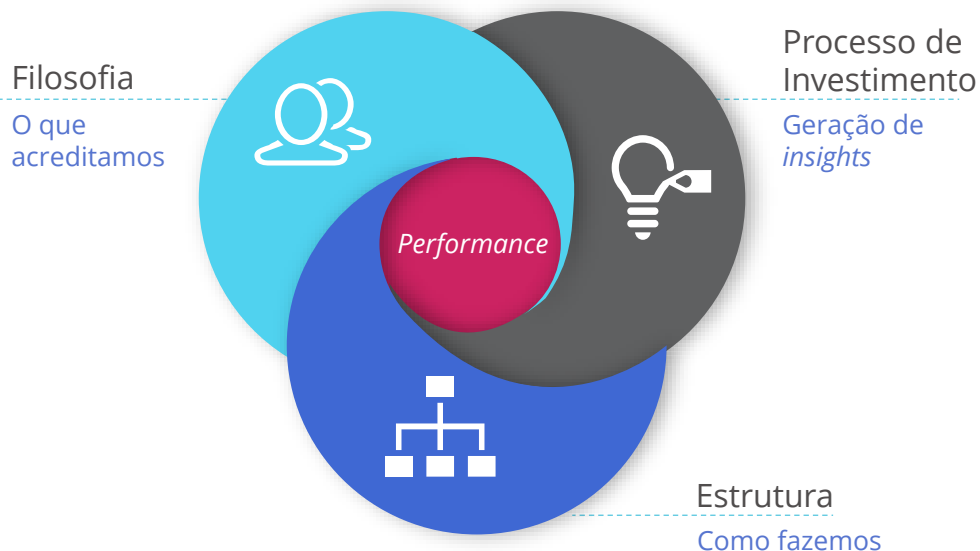 Filosofia
O que
acreditamos
Processo de
Investimento
Geração de
insights
Performance
Estrutura
Como fazemos